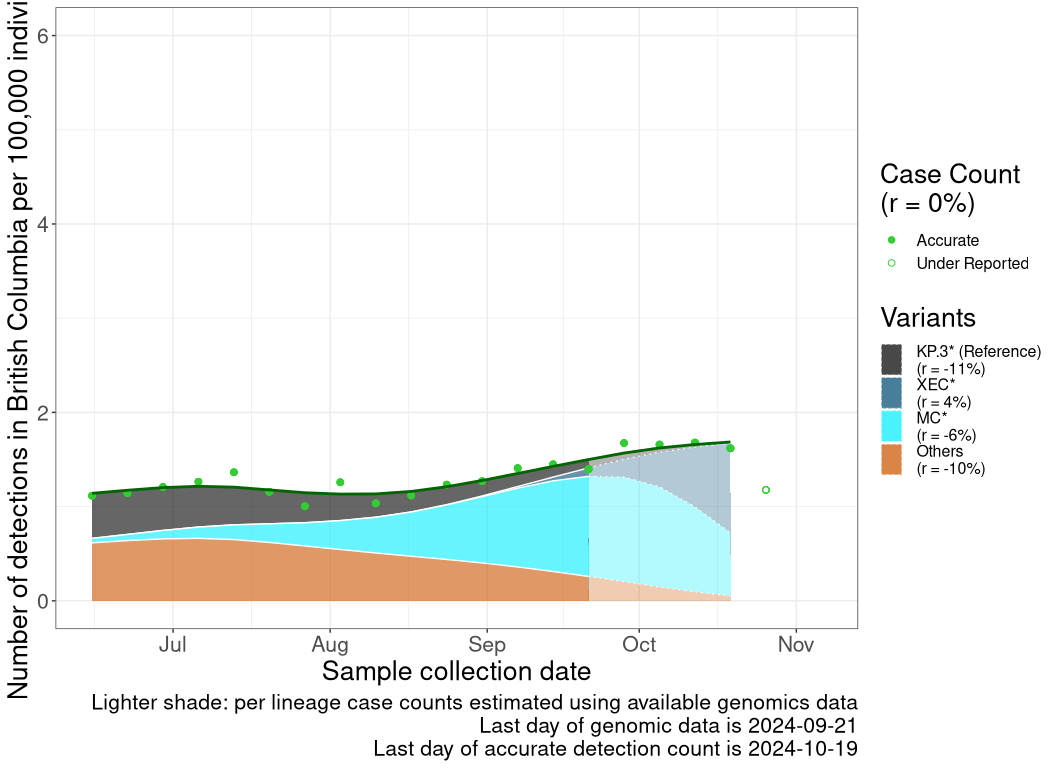 Number of detections in British Columbia per 100,000
6
4
2
0
Jul Aug Sep Oct Nov
Sample collection date
Lighter shade: per lineage case counts estimated using available genomics data
Last day of genomic data is 2024-09-21
Last day of accurate detection count is 2024-10-19
Case Count
(r = 0%)
Accurate
Under Reported
Variants
KP.3* (Reference)
(r = -11%)
XEC*
(r = 4%)
MC*
(r = -6%)
Others
(r = -10%)